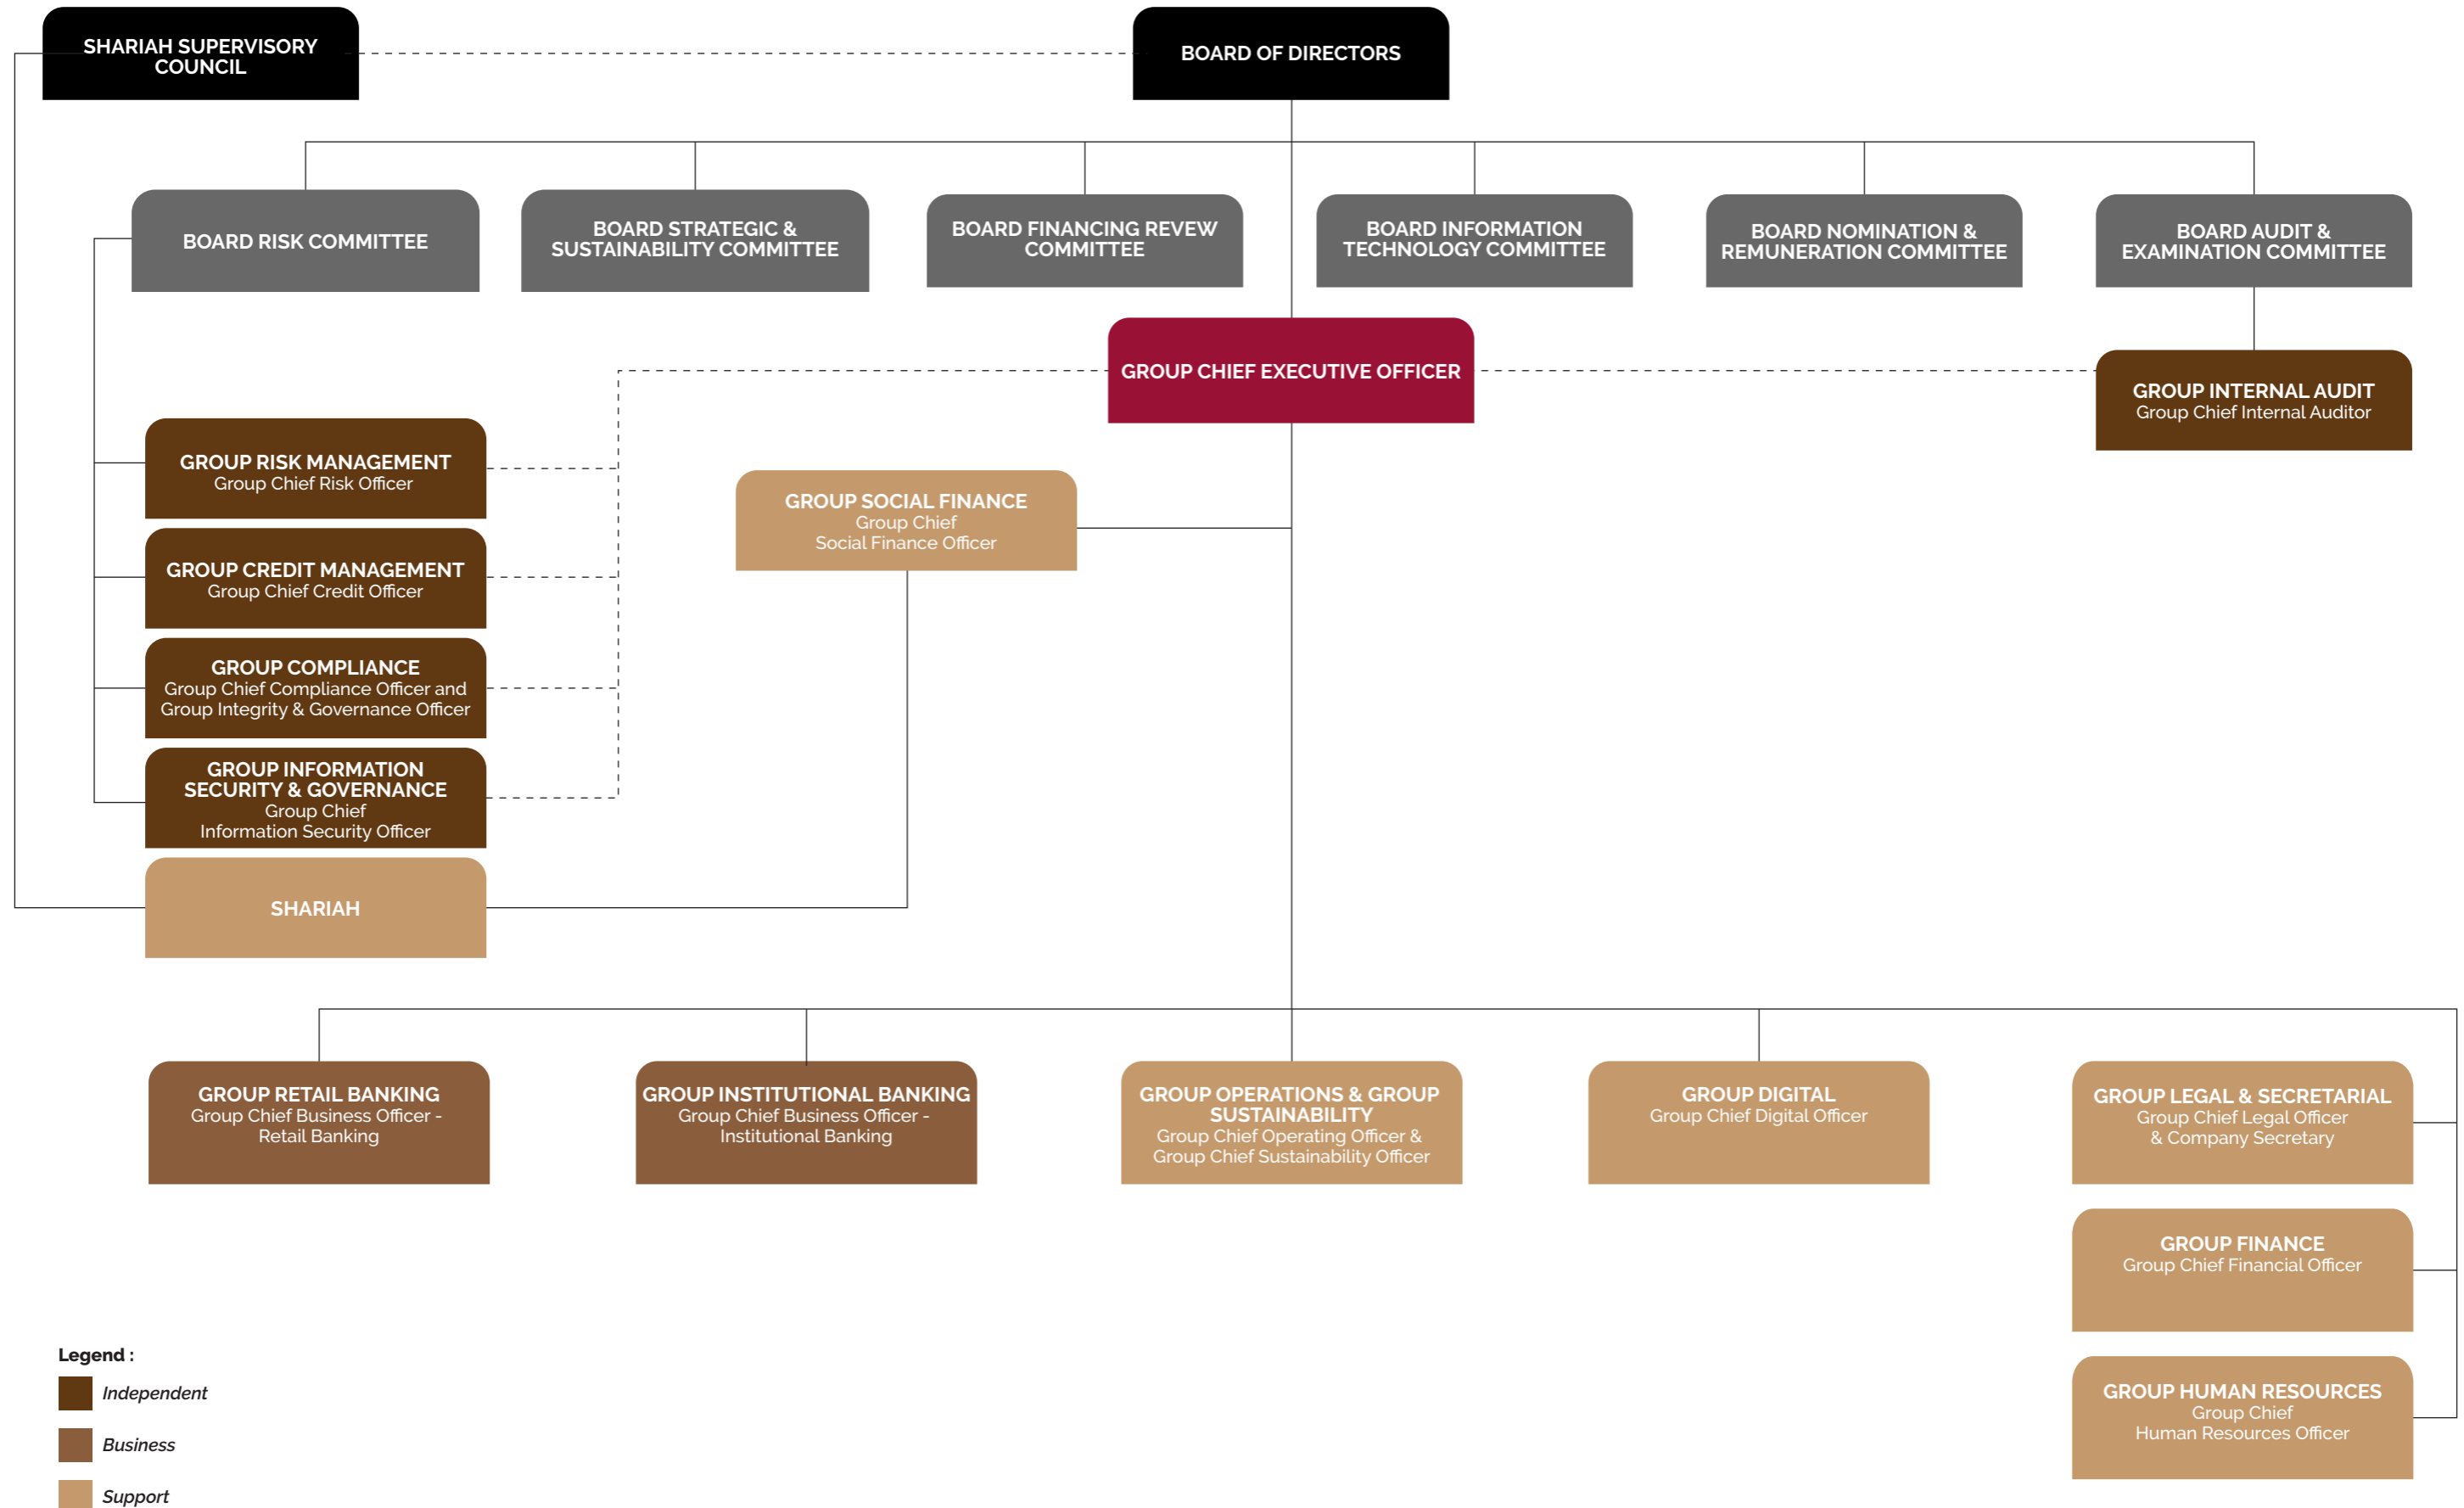 SHARIAH SUPERVISORY
COUNCIL
BOARD OF DIRECTORS
BOARD RISK COMMITTEE
BOARD STRATEGIC &
SUSTAINABILITY COMMITTEE
BOARD FINANCING REVEW
COMMITTEE
BOARD INFORMATION
TECHNOLOGY COMMITTEE
BOARD NOMINATION &
REMUNERATION COMMITTEE
BOARD AUDIT &
EXAMINATION COMMITTEE
GROUP CHIEF EXECUTIVE OFFICER
GROUP INTERNAL AUDIT
Group Chief Internal Auditor
GROUP RISK MANAGEMENT
Group Chief Risk Officer
GROUP SOCIAL FINANCE
Group Chief
Social Finance Officer
GROUP CREDIT MANAGEMENT
Group Chief Credit Officer
GROUP COMPLIANCE
Group Chief Compliance Officer and
Group Integrity & Governance Officer
GROUP INFORMATION
SECURITY & GOVERNANCE
Group Chief
Information Security Officer
SHARIAH
GROUP RETAIL BANKING
Group Chief Business Officer -
Retail Banking
GROUP INSTITUTIONAL BANKING
Group Chief Business Officer -
Institutional Banking
GROUP OPERATIONS & GROUP
SUSTAINABILITY
Group Chief Operating Officer &
Group Chief Sustainability Officer
GROUP DIGITAL
Group Chief Digital Officer
GROUP LEGAL & SECRETARIAL
Group Chief Legal Officer
& Company Secretary
GROUP FINANCE
Group Chief Financial Officer
GROUP HUMAN RESOURCES
Group Chief
Human Resources Officer
Legend :
Independent
Business
Support